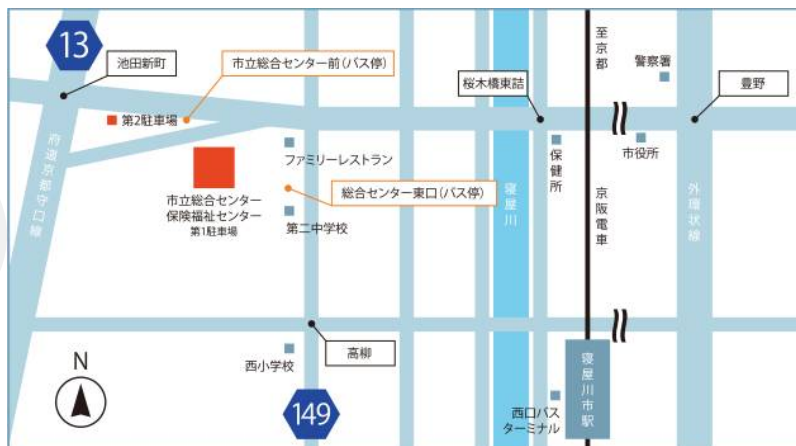 13
池田新町
市立総合センター前(バス停)
至京都
警察署
桜木橋東詰
豊野
第2駐車場
府道京都守口線
ファミリーレストラン
保健所
市役所
市立総合センター
保険福祉センター
第1駐車場
総合センター東口(バス停)
第二中学校
寝屋川
京阪電車
外環状線
N
西小学校
高柳
149
寝屋川市駅
西口バス
ターミナル